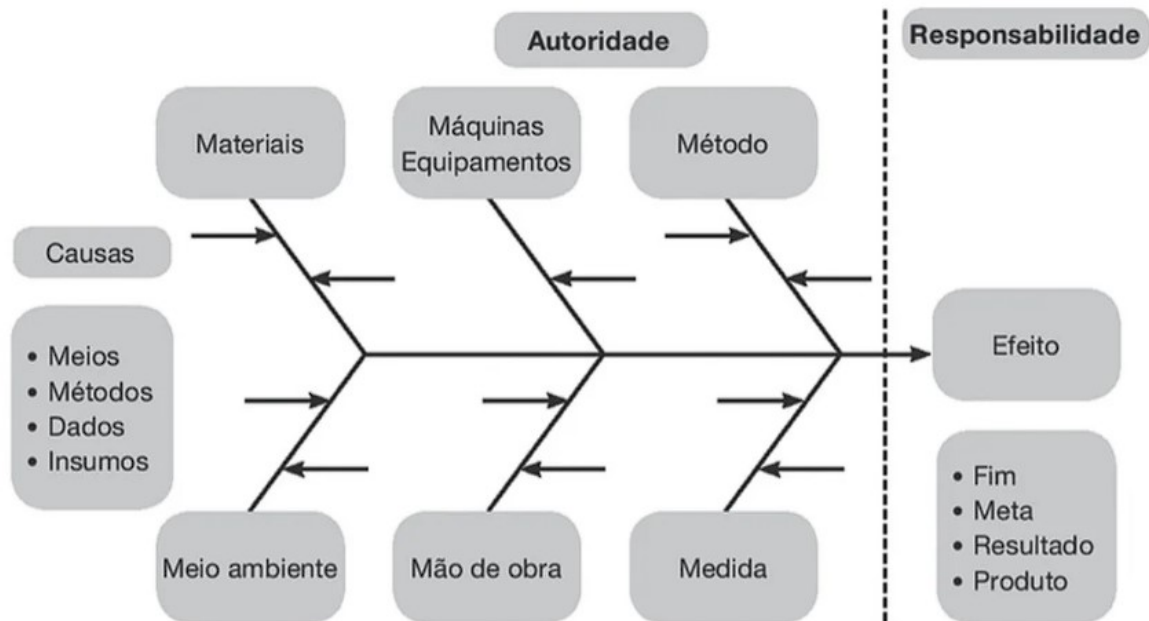 Autoridade
Responsabilidade
Materiais
Máquinas
Equipamentos
Método
Causas
• Meios
• Métodos
• Dados
• Insumos
Efeito
• Fim
• Meta
• Resultado
• Produto
Meio ambiente
Mão de obra
Medida